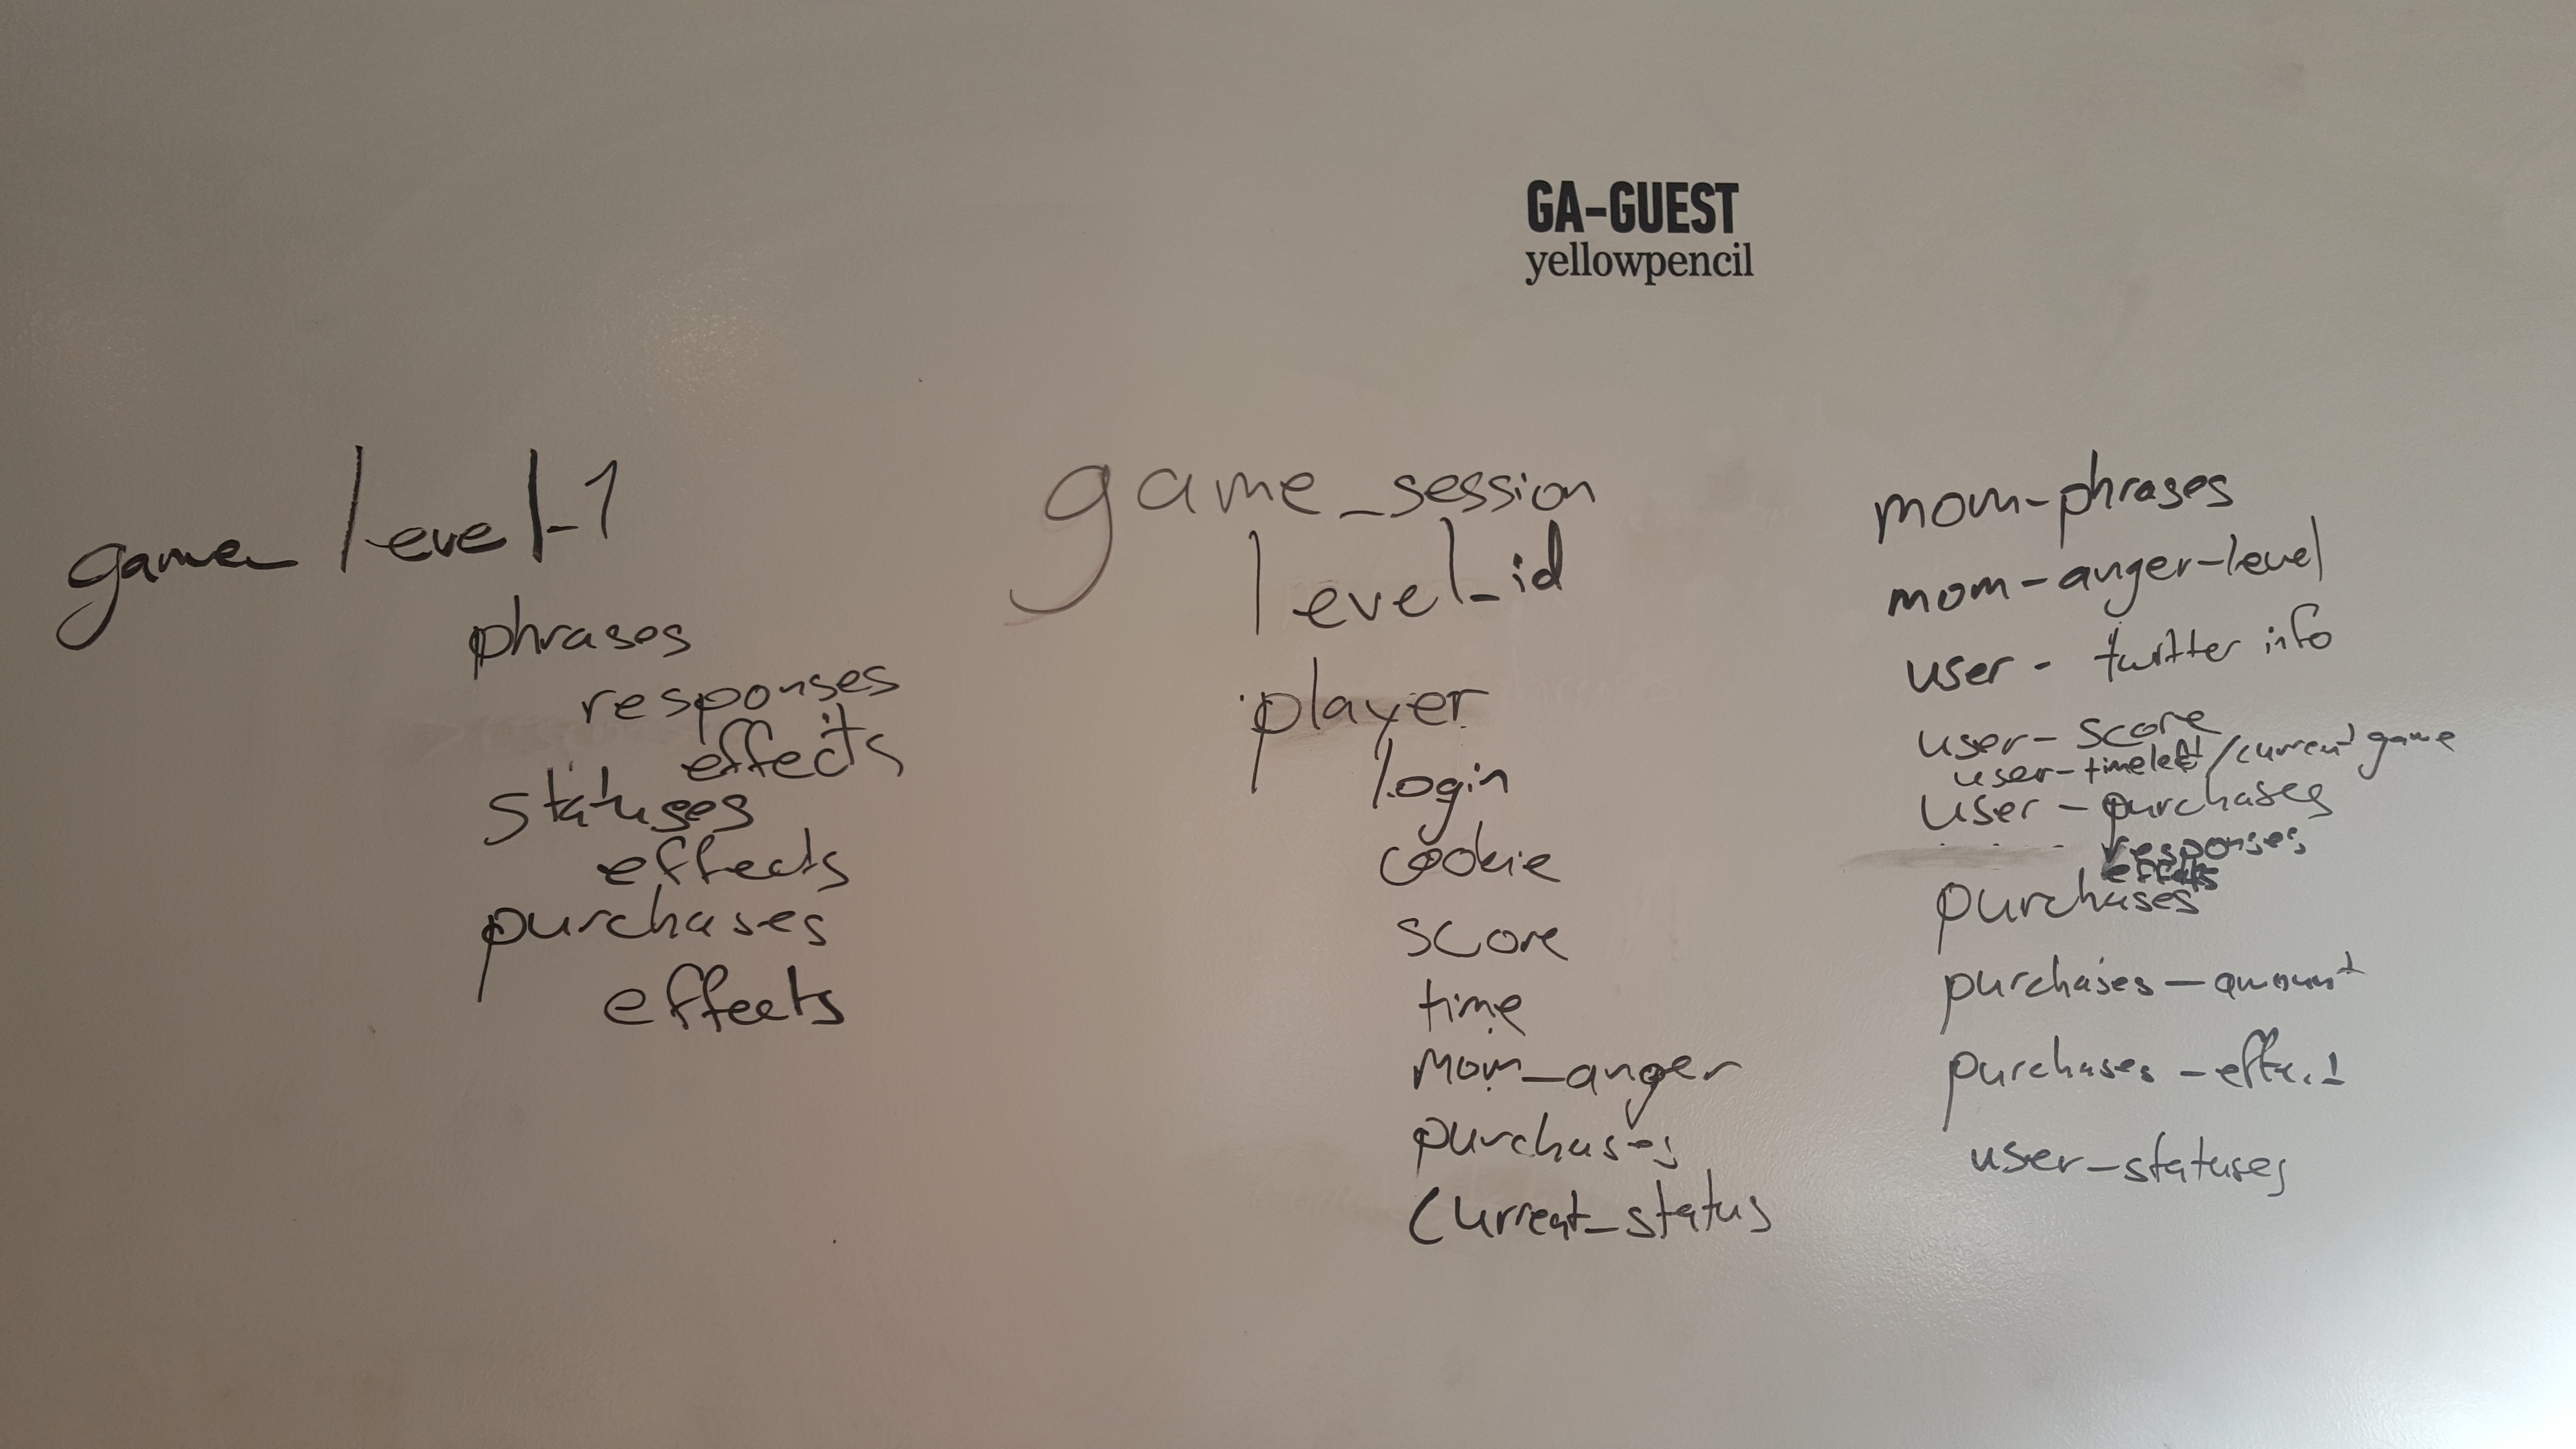 GA-GUEST
yellowpencil
game_level_1
phrases
responses
effects
statuses
effects
purchases
effects
game_session
level_id
player
login
cookie
score
time
mom_anger
purchases
current_status
mom-phrases
mom-anger-level
user - twitter info
user-score
user-timeleft/current game
user-purchases
responses
effects
purchases
purchases-amount
purchases-effect
user-statuses